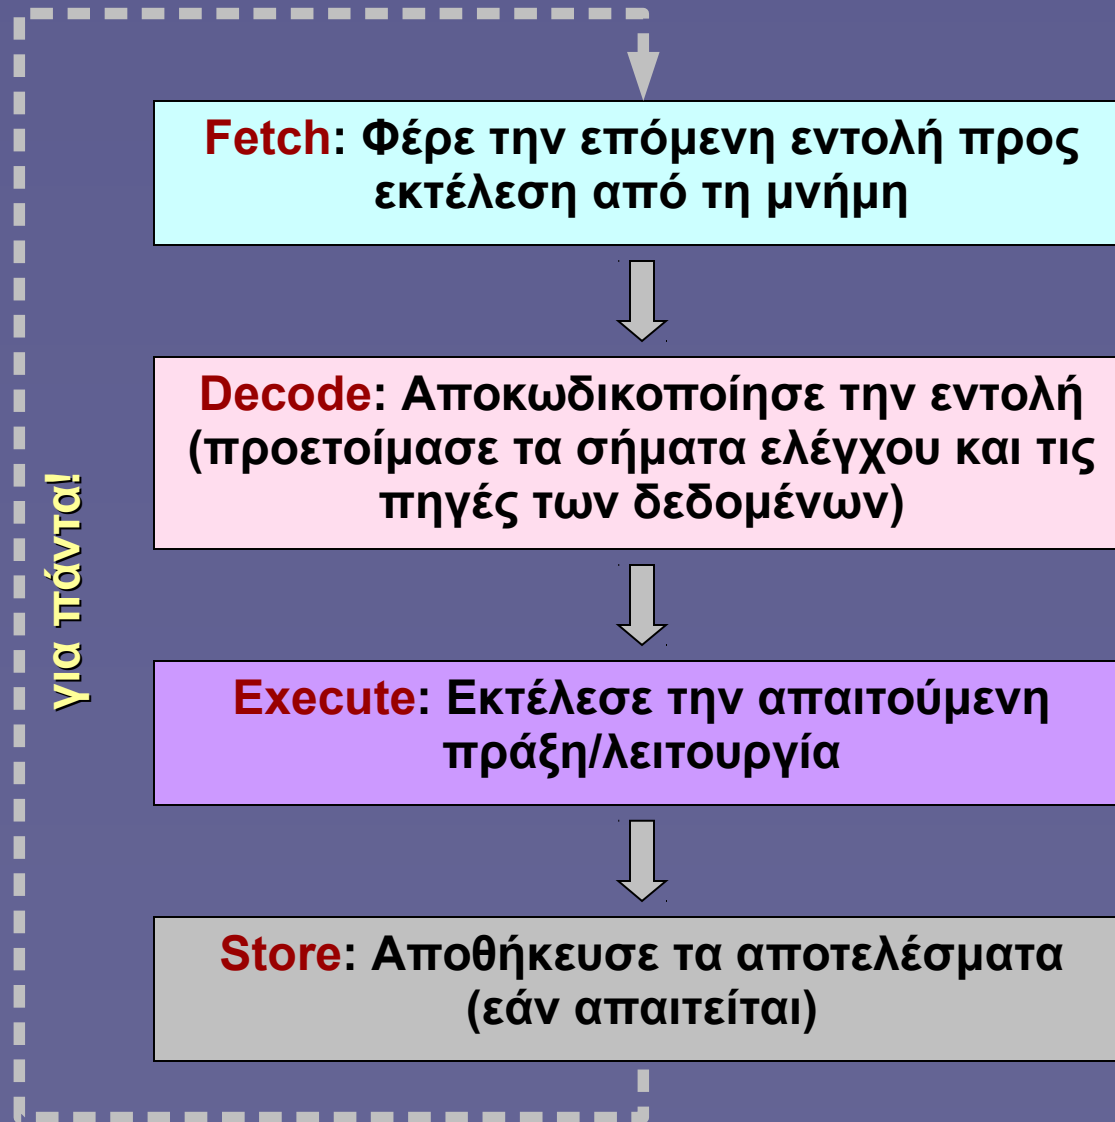 Fetch: Φέρε την επόμενη εντολή προς
εκτέλεση από τη μνήμη
Decode: Αποκωδικοποίησε την εντολή
(προετοίμασε τα σήματα ελέγχου και τις
πηγές των δεδομένων)
για πάντα!
Execute: Εκτέλεσε την απαιτούμενη
πράξη/λειτουργία
Store: Αποθήκευσε τα αποτελέσματα
(εάν απαιτείται)